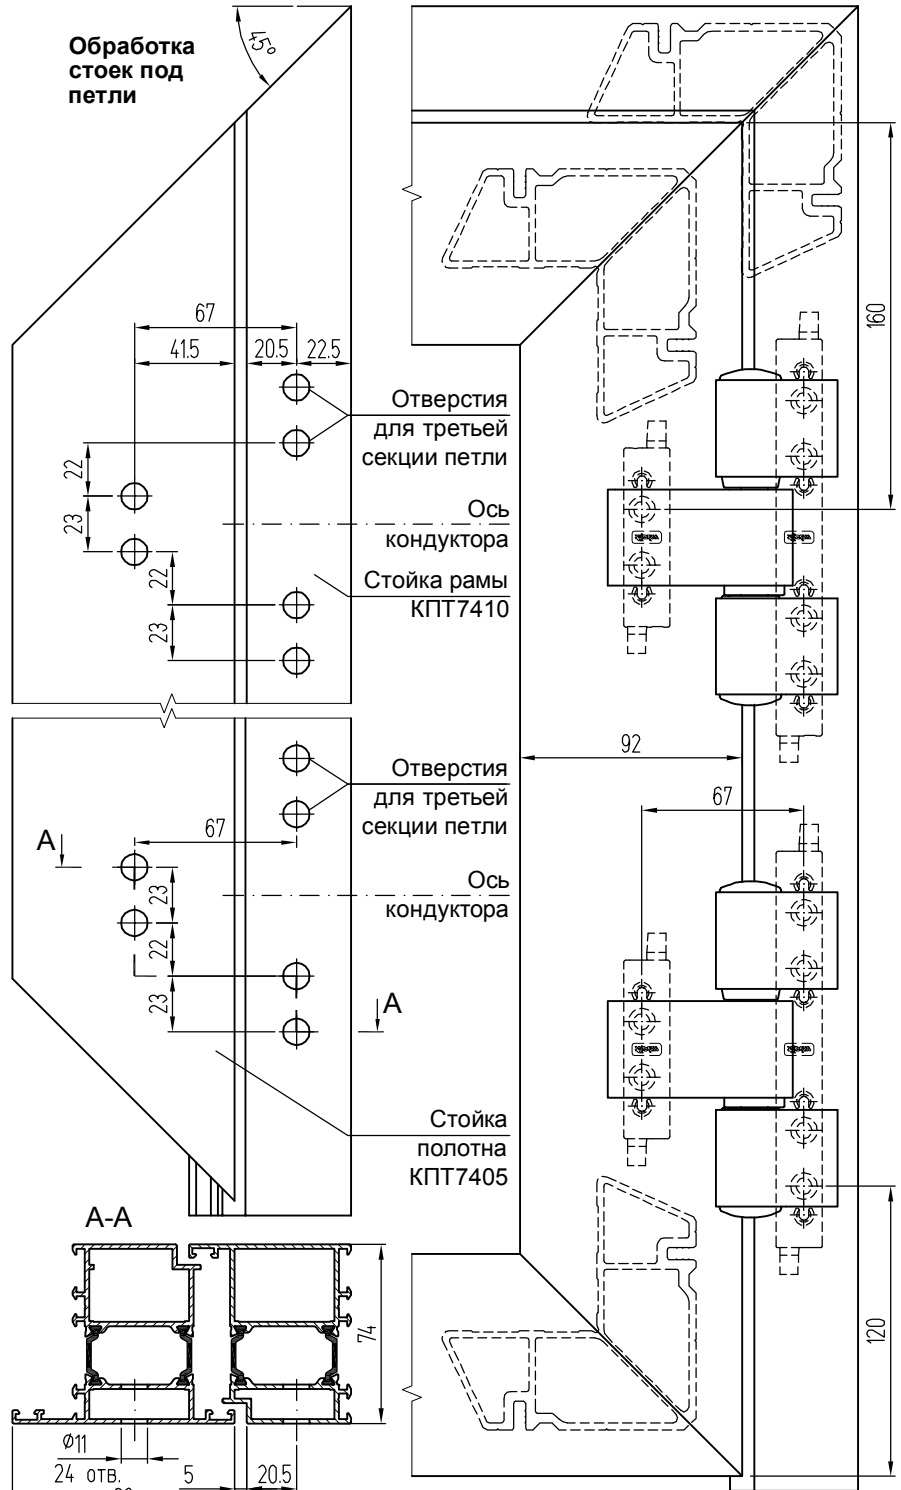 Обработка
стоек под
петли
45°
67
41.5
20.5
22.5
Отверстия
для третьей
секции петли
22
23
Ось
кондуктора
22
Стойка рамы
КПТ7410
23
Отверстия
для третьей
секции петли
67
А
23
Ось
кондуктора
22
23
А
Стойка
полотна
КПТ7405
А-А
74
Ø11
24 отв.
5
20.5
160
92
67
120